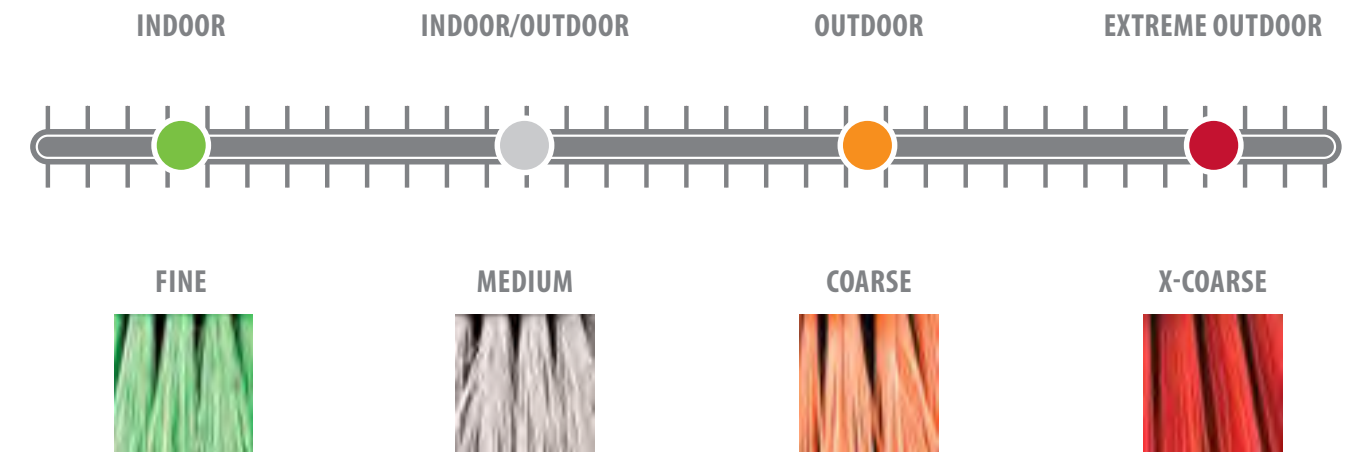 INDOOR
INDOOR/OUTDOOR
OUTDOOR
EXTREME OUTDOOR
FINE
MEDIUM
COARSE
X-COARSE